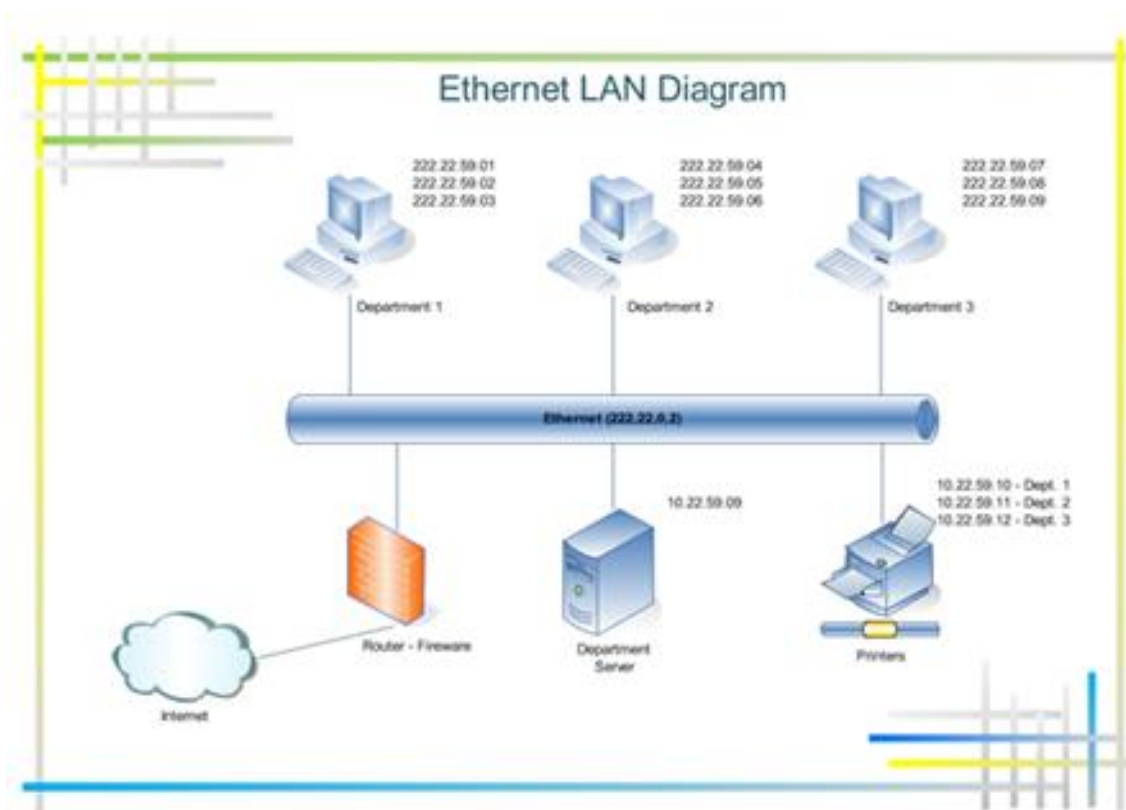 Ethernet LAN Diagram
222.22.59.01
222.22.59.02
222.22.59.03
222.22.59.04
222.22.59.05
222.22.59.06
222.22.59.07
222.22.59.08
222.22.59.09
Department 1
Department 2
Department 3
Ethernet (222.22.0.2)
10.22.59.09
10.22.59.10 - Dept. 1
10.22.59.11 - Dept. 2
10.22.59.12 - Dept. 3
Router - Fireware
Department
Server
Printers
Internet